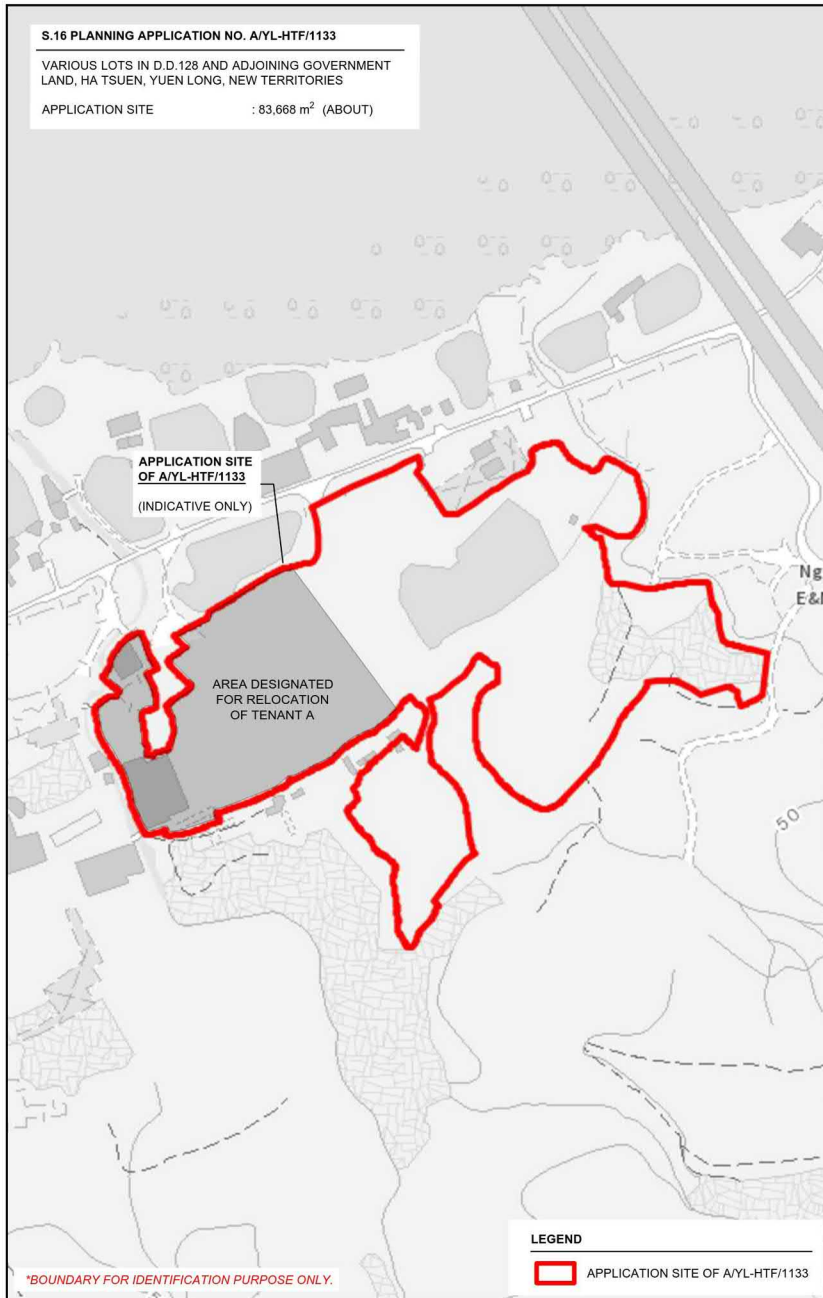 S.16 PLANNING APPLICATION NO. A/YL-HTF/1133
VARIOUS LOTS IN D.D.128 AND ADJOINING GOVERNMENT
LAND, HA TSUEN, YUEN LONG, NEW TERRITORIES
APPLICATION SITE : 83,668 m² (ABOUT)
APPLICATION SITE
OF A/YL-HTF/1133
(INDICATIVE ONLY)
Ng
AREA DESIGNATED
FOR RELOCATION
OF TENANT A
50
LEGEND
APPLICATION SITE OF A/YL-HTF/1133
*BOUNDARY FOR IDENTIFICATION PURPOSE ONLY.